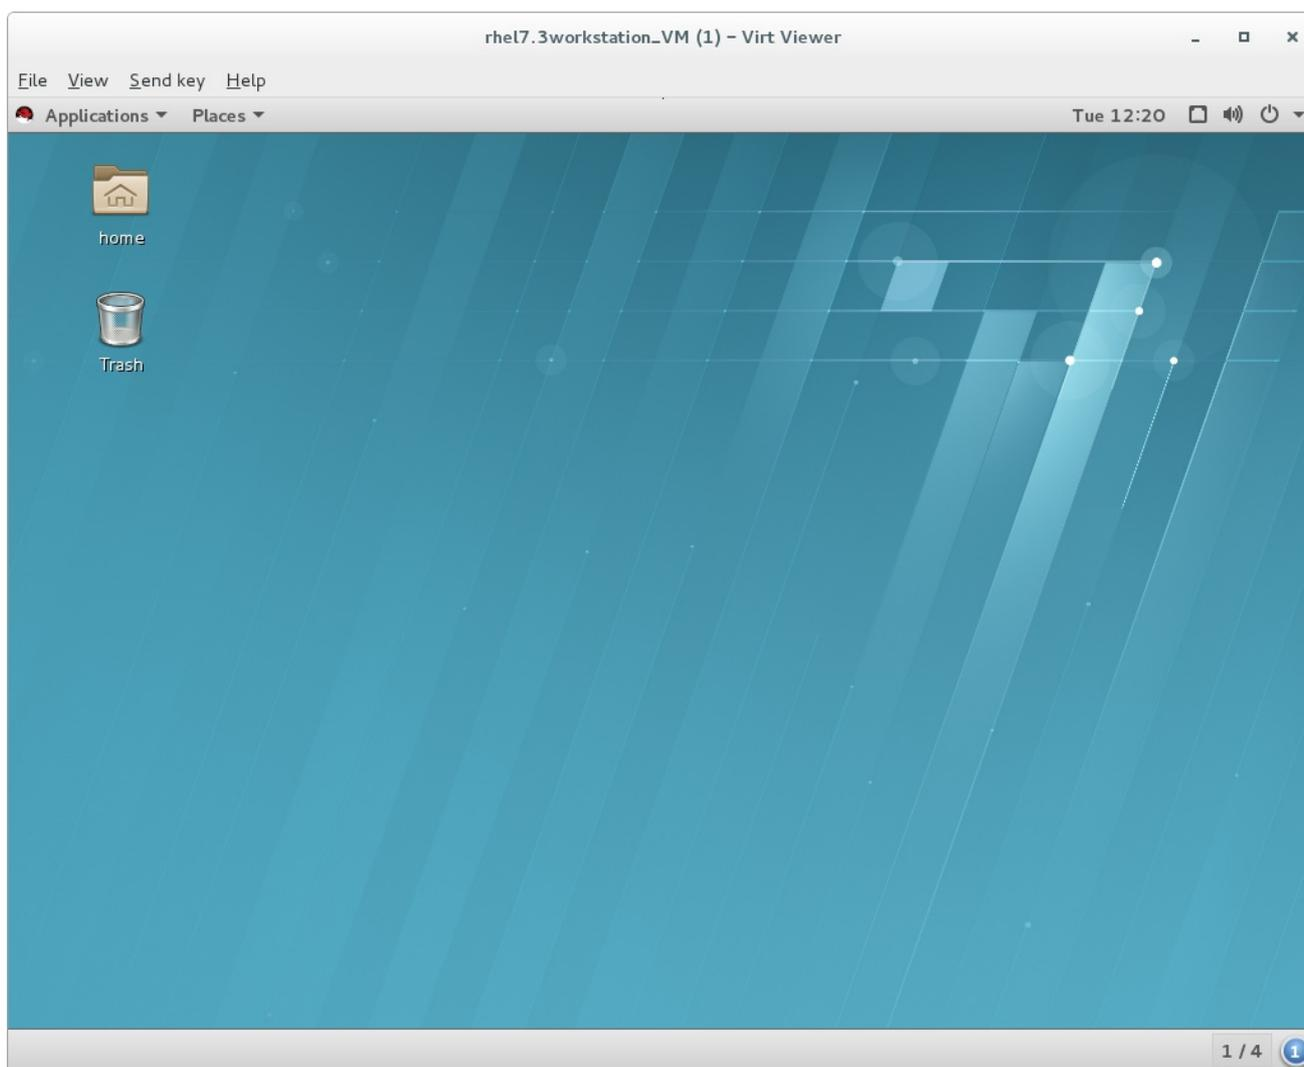 rhel7.3workstation_VM (1) – Virt Viewer
File View Send key Help
Applications Places Tue 12:20
home
Trash
1 / 4 1